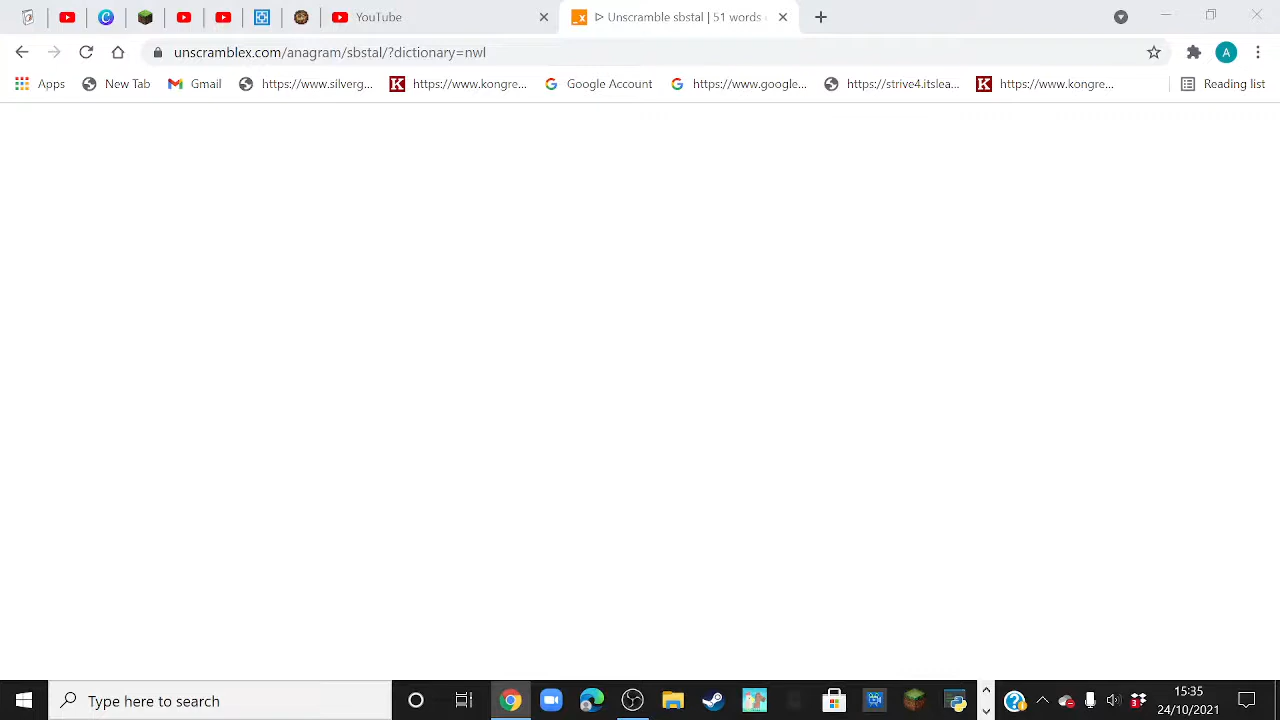 YouTube
▷ Unscramble sbstal | 51 words
unscramblex.com/anagram/sbstal/?dictionary=nwl
A
Apps
New Tab
Gmail
https://www.silverg...
https://www.kongre...
Google Account
https://www.google...
https://strive4.itslea...
https://www.kongre...
Reading list
Type here to search
15:35
24/10/2021